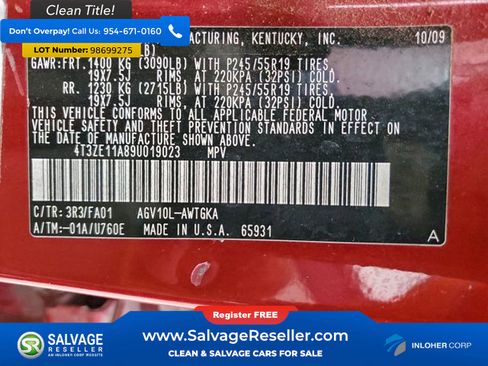 Clean Title!
Don't Overpay! Call Us: 954-671-0160
LOT Number: 98699275
ACTURING, KENTUCKY, INC. 10/09
LB)
GAWR:FRT. 1400 KG (3090LB) WITH P245/55R19 TIRES,
19X7.5J RIMS, AT 220KPA (32PSI) COLD.
RR. 1230 KG (2715LB) WITH P245/55R19 TIRES,
19X7.5J RIMS, AT 220KPA (32PSI) COLD.
THIS VEHICLE CONFORMS TO ALL APPLICABLE FEDERAL MOTOR
VEHICLE SAFETY AND THEFT PREVENTION STANDARDS IN EFFECT ON
THE DATE OF MANUFACTURE SHOWN ABOVE.
4T3ZE11A89U019023 MPV
C/TR: 3R3/FA01 AGV10L-AWTGKA
A/TM:-01A/U760E MADE IN U.S.A. 65931
A
Register FREE
SALVAGE RESELLER
AN INLOHER CORP WEBSITE
www.SalvageReseller.com
CLEAN & SALVAGE CARS FOR SALE
INLOHER CORP